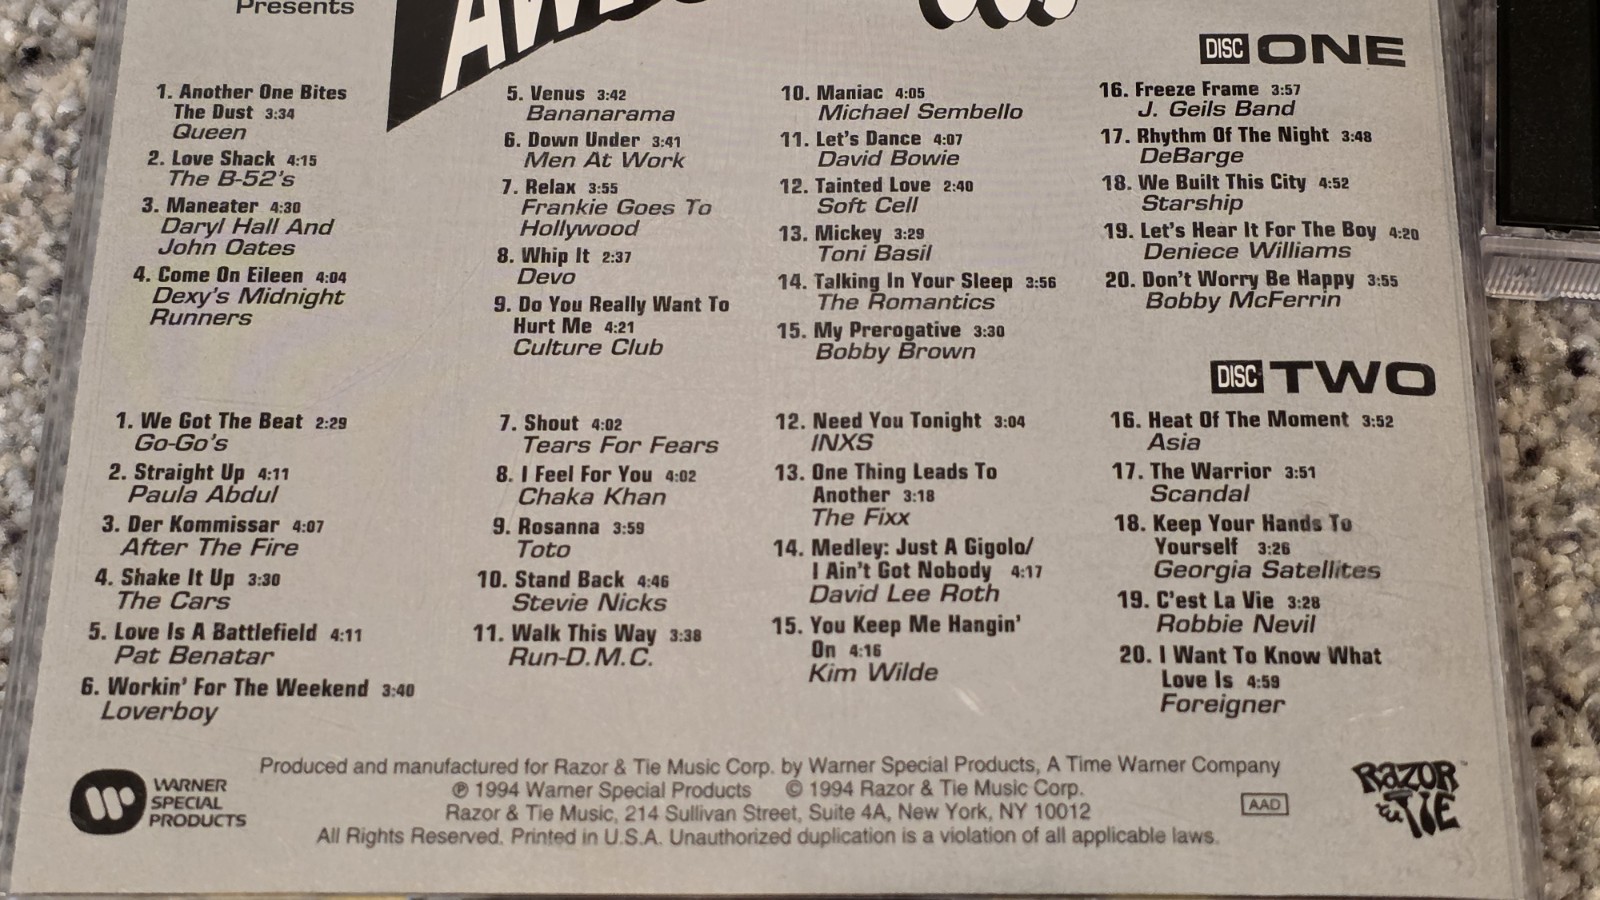 Presents
DISC ONE
1. Another One Bites
The Dust 3:34
Queen
2. Love Shack 4:15
The B-52's
3. Maneater 4:30
Daryl Hall And
John Oates
4. Come On Eileen 4:04
Dexy's Midnight
Runners
5. Venus 3:42
Bananarama
6. Down Under 3:41
Men At Work
7. Relax 3:55
Frankie Goes To
Hollywood
8. Whip It 2:37
Devo
9. Do You Really Want To
Hurt Me 4:21
Culture Club
10. Maniac 4:05
Michael Sembello
11. Let's Dance 4:07
David Bowie
12. Tainted Love 2:40
Soft Cell
13. Mickey 3:29
Toni Basil
14. Talking In Your Sleep 3:56
The Romantics
15. My Prerogative 3:30
Bobby Brown
16. Freeze Frame 3:57
J. Geils Band
17. Rhythm Of The Night 3:48
DeBarge
18. We Built This City 4:52
Starship
19. Let's Hear It For The Boy 4:20
Deniece Williams
20. Don't Worry Be Happy 3:55
Bobby McFerrin
DISC TWO
1. We Got The Beat 2:29
Go-Go's
2. Straight Up 4:11
Paula Abdul
3. Der Kommissar 4:07
After The Fire
4. Shake It Up 3:30
The Cars
5. Love Is A Battlefield 4:11
Pat Benatar
6. Workin' For The Weekend 3:40
Loverboy
7. Shout 4:02
Tears For Fears
8. I Feel For You 4:02
Chaka Khan
9. Rosanna 3:59
Toto
10. Stand Back 4:46
Stevie Nicks
11. Walk This Way 3:38
Run-D.M.C.
12. Need You Tonight 3:04
INXS
13. One Thing Leads To
Another 3:18
The Fixx
14. Medley: Just A Gigolo/
I Ain't Got Nobody 4:17
David Lee Roth
15. You Keep Me Hangin'
On 4:16
Kim Wilde
16. Heat Of The Moment 3:52
Asia
17. The Warrior 3:51
Scandal
18. Keep Your Hands To
Yourself 3:26
Georgia Satellites
19. C'est La Vie 3:28
Robbie Nevil
20. I Want To Know What
Love Is 4:59
Foreigner
WARNER
SPECIAL
PRODUCTS
Produced and manufactured for Razor & Tie Music Corp. by Warner Special Products, A Time Warner Company
℗ 1994 Warner Special Products © 1994 Razor & Tie Music Corp.
Razor & Tie Music, 214 Sullivan Street, Suite 4A, New York, NY 10012
All Rights Reserved. Printed in U.S.A. Unauthorized duplication is a violation of all applicable laws.
AAD
RAZOR
& TIE